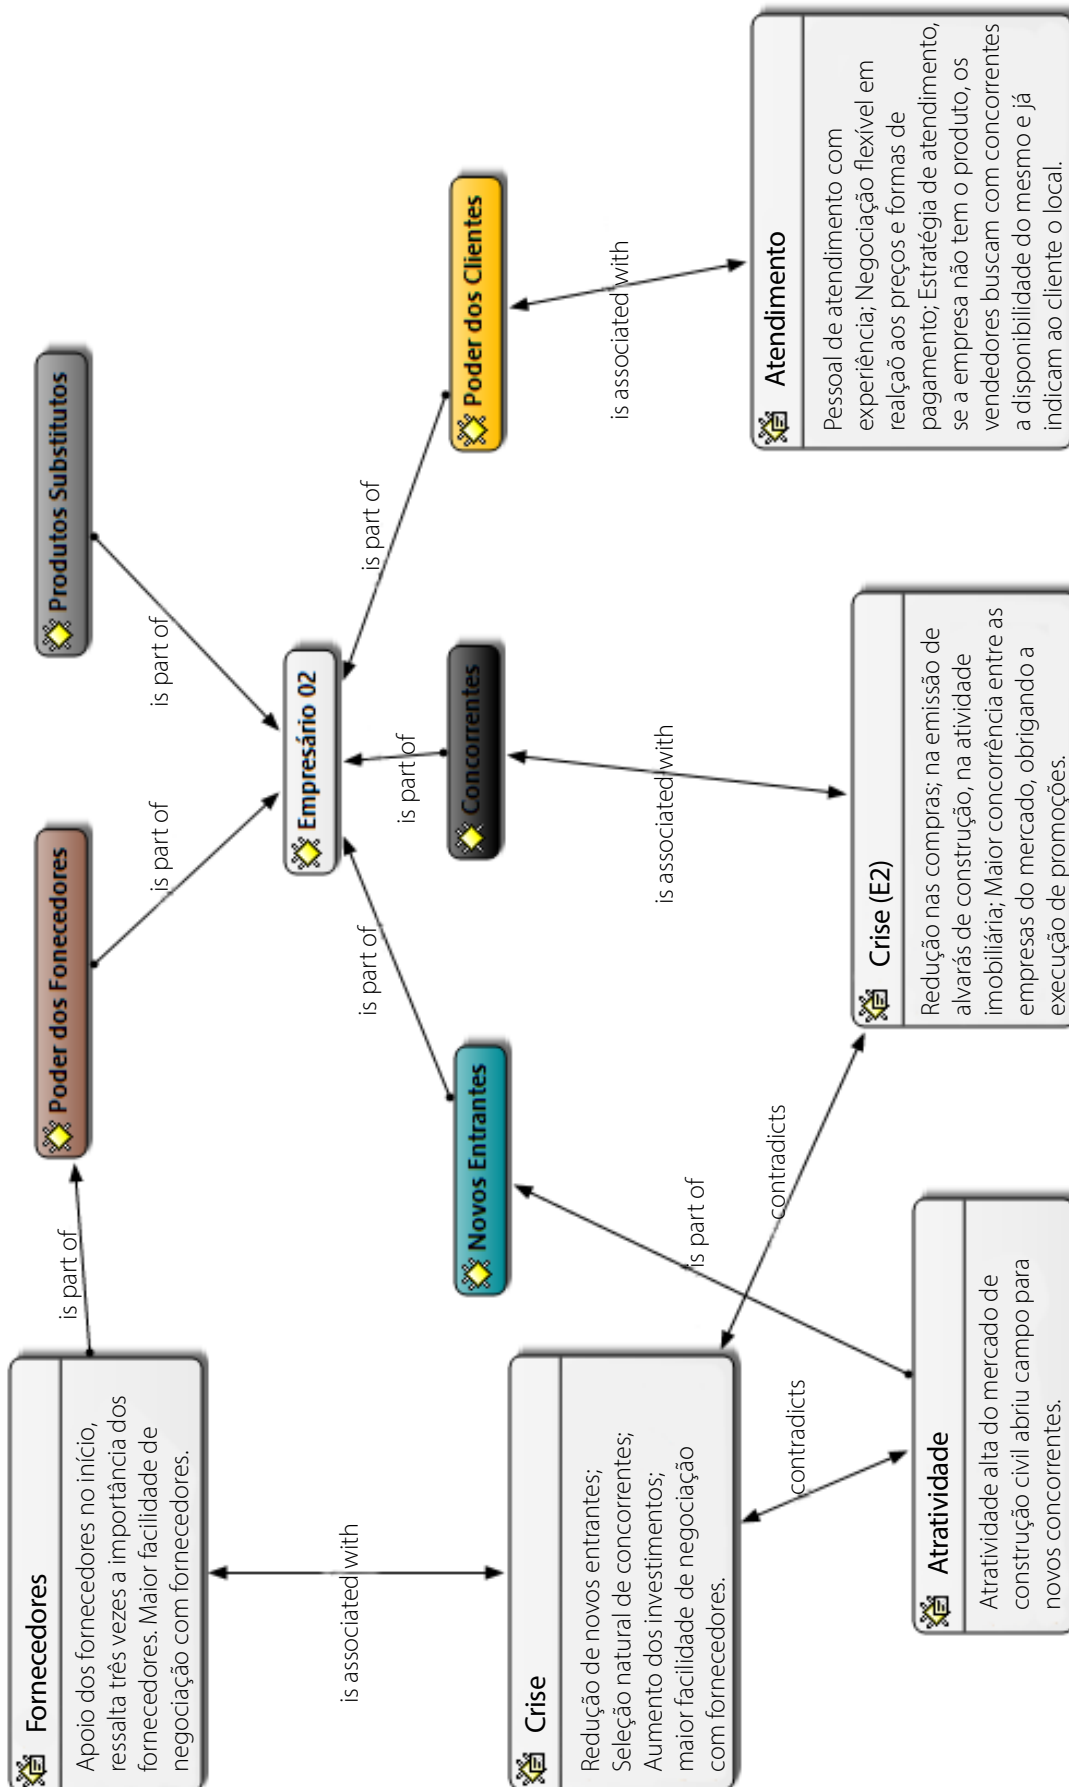 Fornecedores
Apoio dos fornecedores no início,
ressalta três vezes a importância dos
fornecedores. Maior facilidade de
negociação com fornecedores.
is part of
Poder dos Fonecedores
is part of
Produtos Substitutos
is part of
Empresário 02
is associated with
Novos Entrantes
is part of
Concorrentes
is part of
Poder dos Clientes
is part of
Crise
Redução de novos entrantes;
Seleção natural de concorrentes;
Aumento dos investimentos;
maior facilidade de negociação
com fornecedores.
contradicts
is part of
contradicts
is associated with
is associated with
Atratividade
Atratividade alta do mercado de
construção civil abriu campo para
novos concorrentes.
Crise (E2)
Redução nas compras; na emissão de
alvarás de construção, na atividade
imobiliária; Maior concorrência entre as
empresas do mercado, obrigando a
execução de promoções.
Atendimento
Pessoal de atendimento com
experiência; Negociação flexível em
realção aos preços e formas de
pagamento; Estratégia de atendimento,
se a empresa não tem o produto, os
vendedores buscam com concorrentes
a disponibilidade do mesmo e já
indicam ao cliente o local.